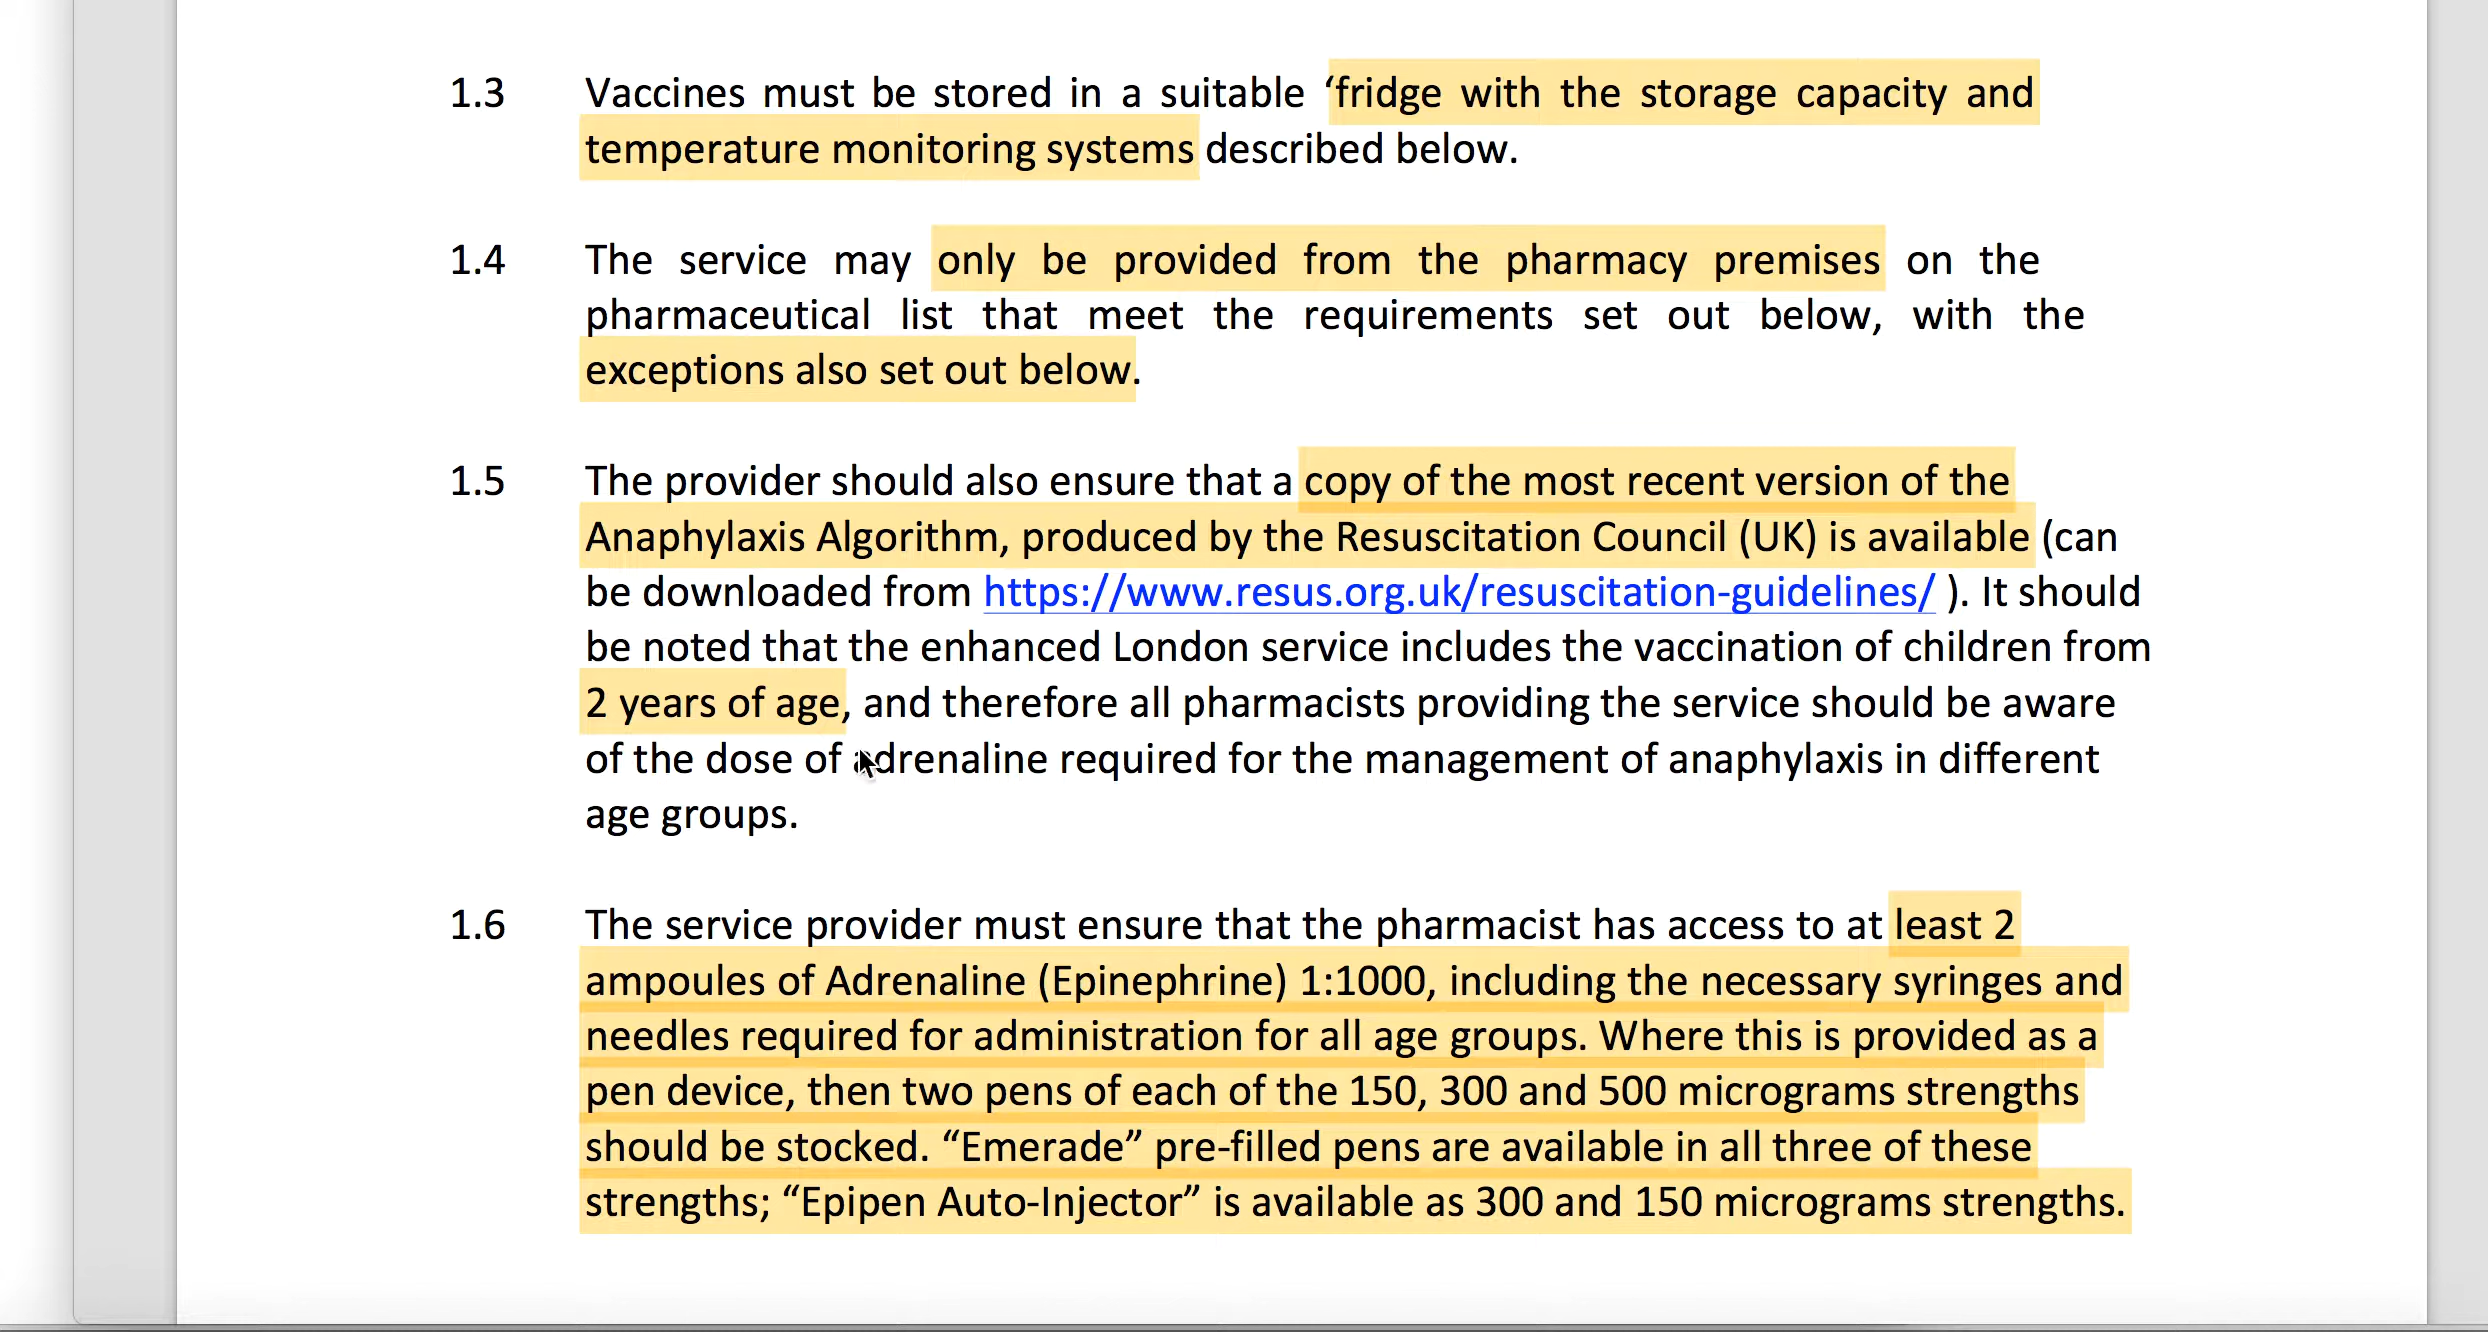 1.3 Vaccines must be stored in a suitable ‘fridge with the storage capacity and
temperature monitoring systems described below.
1.4 The service may only be provided from the pharmacy premises on the
pharmaceutical list that meet the requirements set out below, with the
exceptions also set out below.
1.5 The provider should also ensure that a copy of the most recent version of the
Anaphylaxis Algorithm, produced by the Resuscitation Council (UK) is available (can
be downloaded from https://www.resus.org.uk/resuscitation-guidelines/ ). It should
be noted that the enhanced London service includes the vaccination of children from
2 years of age, and therefore all pharmacists providing the service should be aware
of the dose of adrenaline required for the management of anaphylaxis in different
age groups.
1.6 The service provider must ensure that the pharmacist has access to at least 2
ampoules of Adrenaline (Epinephrine) 1:1000, including the necessary syringes and
needles required for administration for all age groups. Where this is provided as a
pen device, then two pens of each of the 150, 300 and 500 micrograms strengths
should be stocked. “Emerade” pre-filled pens are available in all three of these
strengths; “Epipen Auto-Injector” is available as 300 and 150 micrograms strengths.